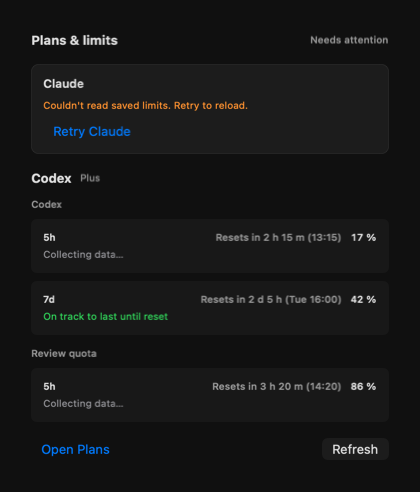 Plans & limits Needs attention
Claude
Couldn't read saved limits. Retry to reload.
Retry Claude
Codex Plus
Codex
5h Resets in 2 h 15 m (13:15) 17 %
Collecting data...
7d Resets in 2 d 5 h (Tue 16:00) 42 %
On track to last until reset
Review quota
5h Resets in 3 h 20 m (14:20) 86 %
Collecting data...
Open Plans Refresh